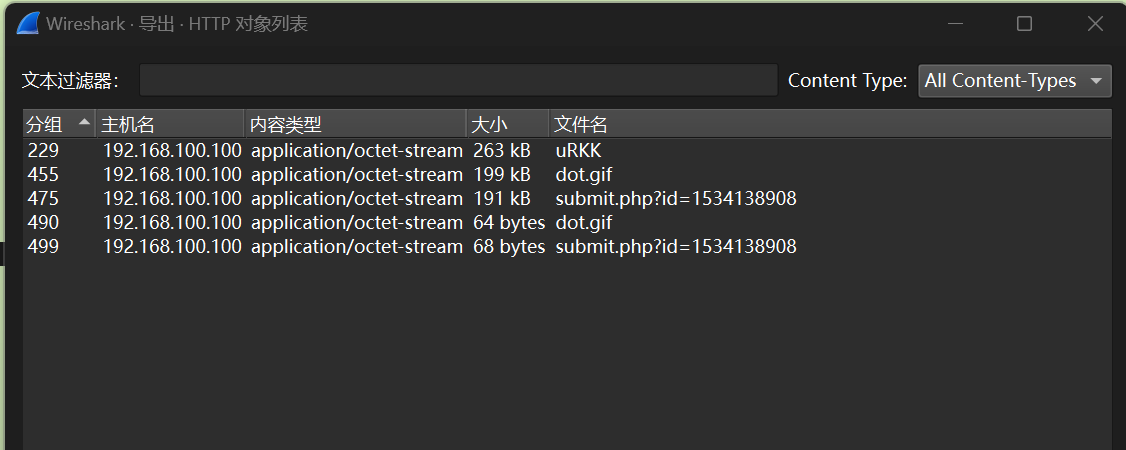 Wireshark · 导出 · HTTP 对象列表
文本过滤器: Content Type: All Content-Types
分组 主机名 内容类型 大小 文件名
229 192.168.100.100 application/octet-stream 263 kB uRKK
455 192.168.100.100 application/octet-stream 199 kB dot.gif
475 192.168.100.100 application/octet-stream 191 kB submit.php?id=1534138908
490 192.168.100.100 application/octet-stream 64 bytes dot.gif
499 192.168.100.100 application/octet-stream 68 bytes submit.php?id=1534138908